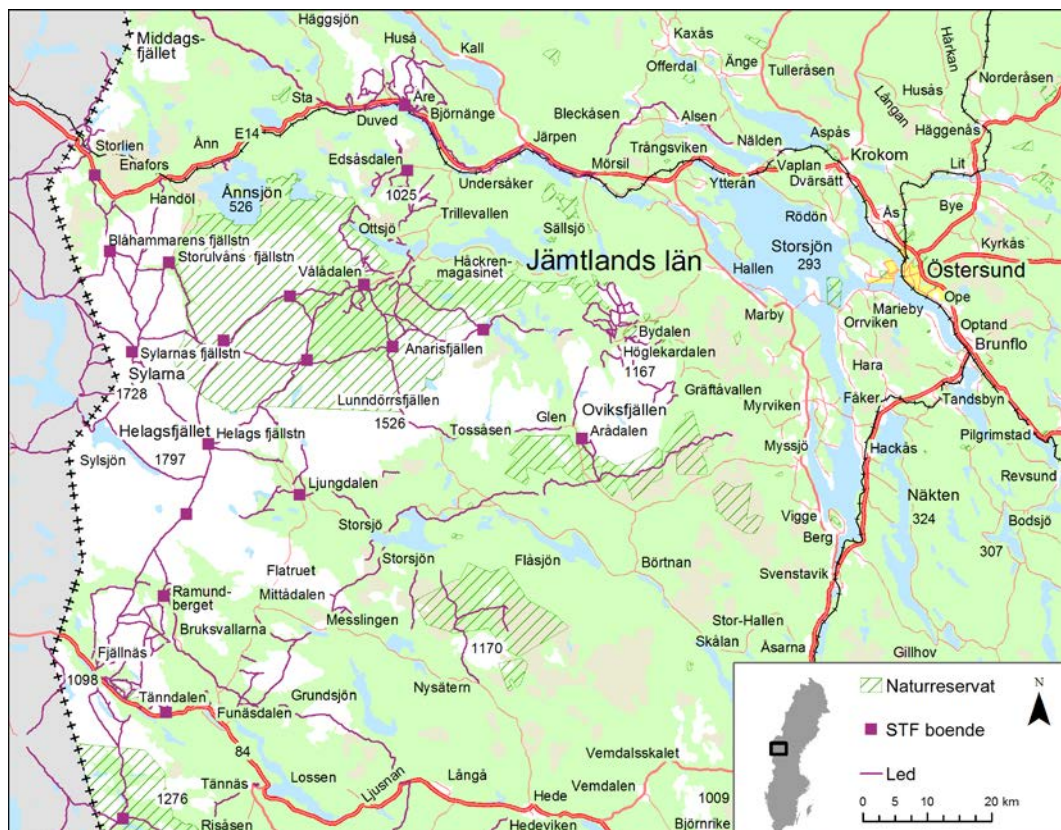 Häggsjön
Huså
Kall
Kaxås
Hårkan
Middags-
fjället
Offerdal
Änge
Tulleråsen
Norderåsen
Husås
Långan
Sta
Åre
Duved
Björnänge
Bleckåsen
Alsen
Aspås
Häggenås
E14
Ånn
Storlien
Enafors
Järpen
Trångsviken
Nälden
Krokom
Lit
Edsåsdalen
Mörsil
Vaplan
Dvärsätt
Handöl
Undersåker
Ytterån
Bye
Ånnsjön
526
1025
Trillevallen
Rödön
Ås
Blåhammarens fjällstn
Ottsjö
Sällsjö
Storsjön
293
Kyrkås
Storulvåns fjällstn
Häckren-
magasinet
Jämtlands län
Hallen
Östersund
Vålådalen
Marieby
Ope
Marby
Orrviken
Optand
Bydalen
Brunflo
Sylarnas fjällstn
Anarisfjällen
Höglekardalen
1167
Hara
Sylarna
1728
Lunndörrsfjällen
1526
Gräftåvallen
Fåker
Oviksfjällen
Myrviken
Tandsbyn
Helagsfjället
1797
Helags fjällstn
Tossåsen
Glen
Arådalen
Pilgrimstad
Sylsjön
Myssjö
Hackås
Ljungdalen
Revsund
Näkten
324
Storsjö
Vigge
Bodsjö
Berg
307
Storsjön
Flåsjön
Börtnan
Svenstavik
Flatruet
Mittådalen
Ramund-
berget
Messlingen
Stor-Hallen
Bruksvallarna
Skålan
Åsarna
1170
Gillhov
Fjällnäs
1098
Nysätern
Tänndalen
Grundsjön
Funäsdalen
84
Vemdalsskalet
Tännäs
Lossen
Ljusnan
Långå
Vemdalen
1276
Hede
1009
Risåsen
Hedeviken
Björnrike
N
Naturreservat
STF boende
Led
0 5 10 20 km